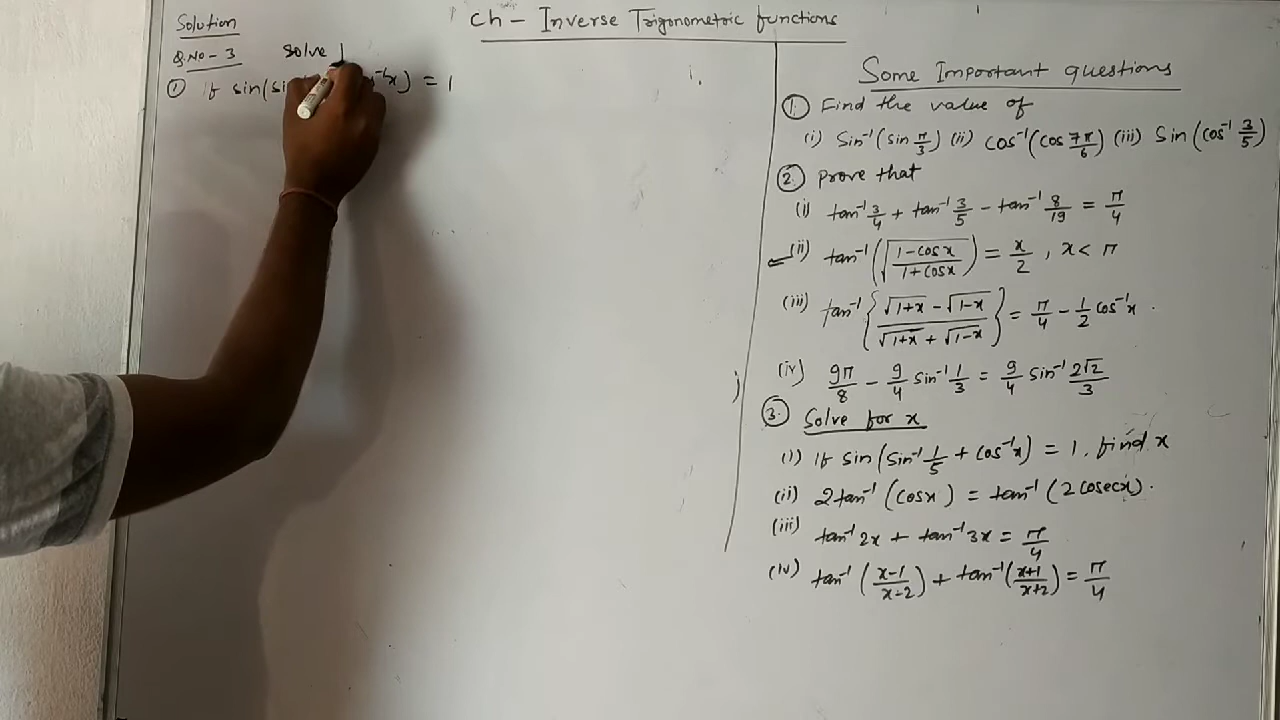 Ch - Inverse Trigonometric functions
Solution
Q.No - 3 Solve
(i) If sin(si x) = 1
Some Important questions
1. Find the value of
(i) Sin⁻¹(sin π/3) (ii) cos⁻¹(cos 7π/6) (iii) Sin(cos⁻¹ 3/5)
2. prove that
(i) tan⁻¹ 3/4 + tan⁻¹ 3/5 - tan⁻¹ 8/19 = π/4
(ii) tan⁻¹(√((1-cosx)/(1+cosx))) = x/2, x < π
(iii) tan⁻¹{(√(1+x) - √(1-x))/(√(1+x) + √(1-x))} = π/4 - 1/2 cos⁻¹x.
(iv) 9π/8 - 9/4 sin⁻¹ 1/3 = 9/4 sin⁻¹ 2√2/3
3. Solve for x
(i) If sin(sin⁻¹ 1/5 + cos⁻¹x) = 1. find x
(ii) 2tan⁻¹(cosx) = tan⁻¹(2cosecx).
(iii) tan⁻¹2x + tan⁻¹3x = π/4
(iv) tan⁻¹((x-1)/(x-2)) + tan⁻¹((x+1)/(x+2)) = π/4